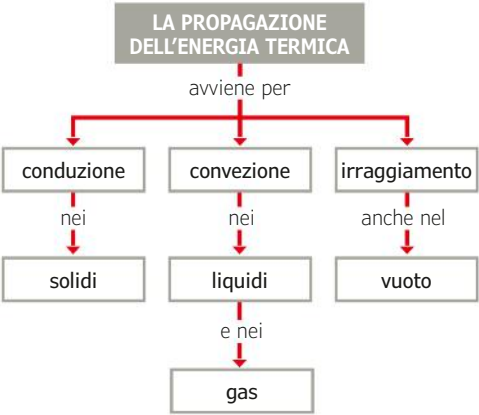 LA PROPAGAZIONE
DELL'ENERGIA TERMICA
avviene per
conduzione
convezione
irraggiamento
nei
nei
anche nel
solidi
liquidi
vuoto
e nei
gas